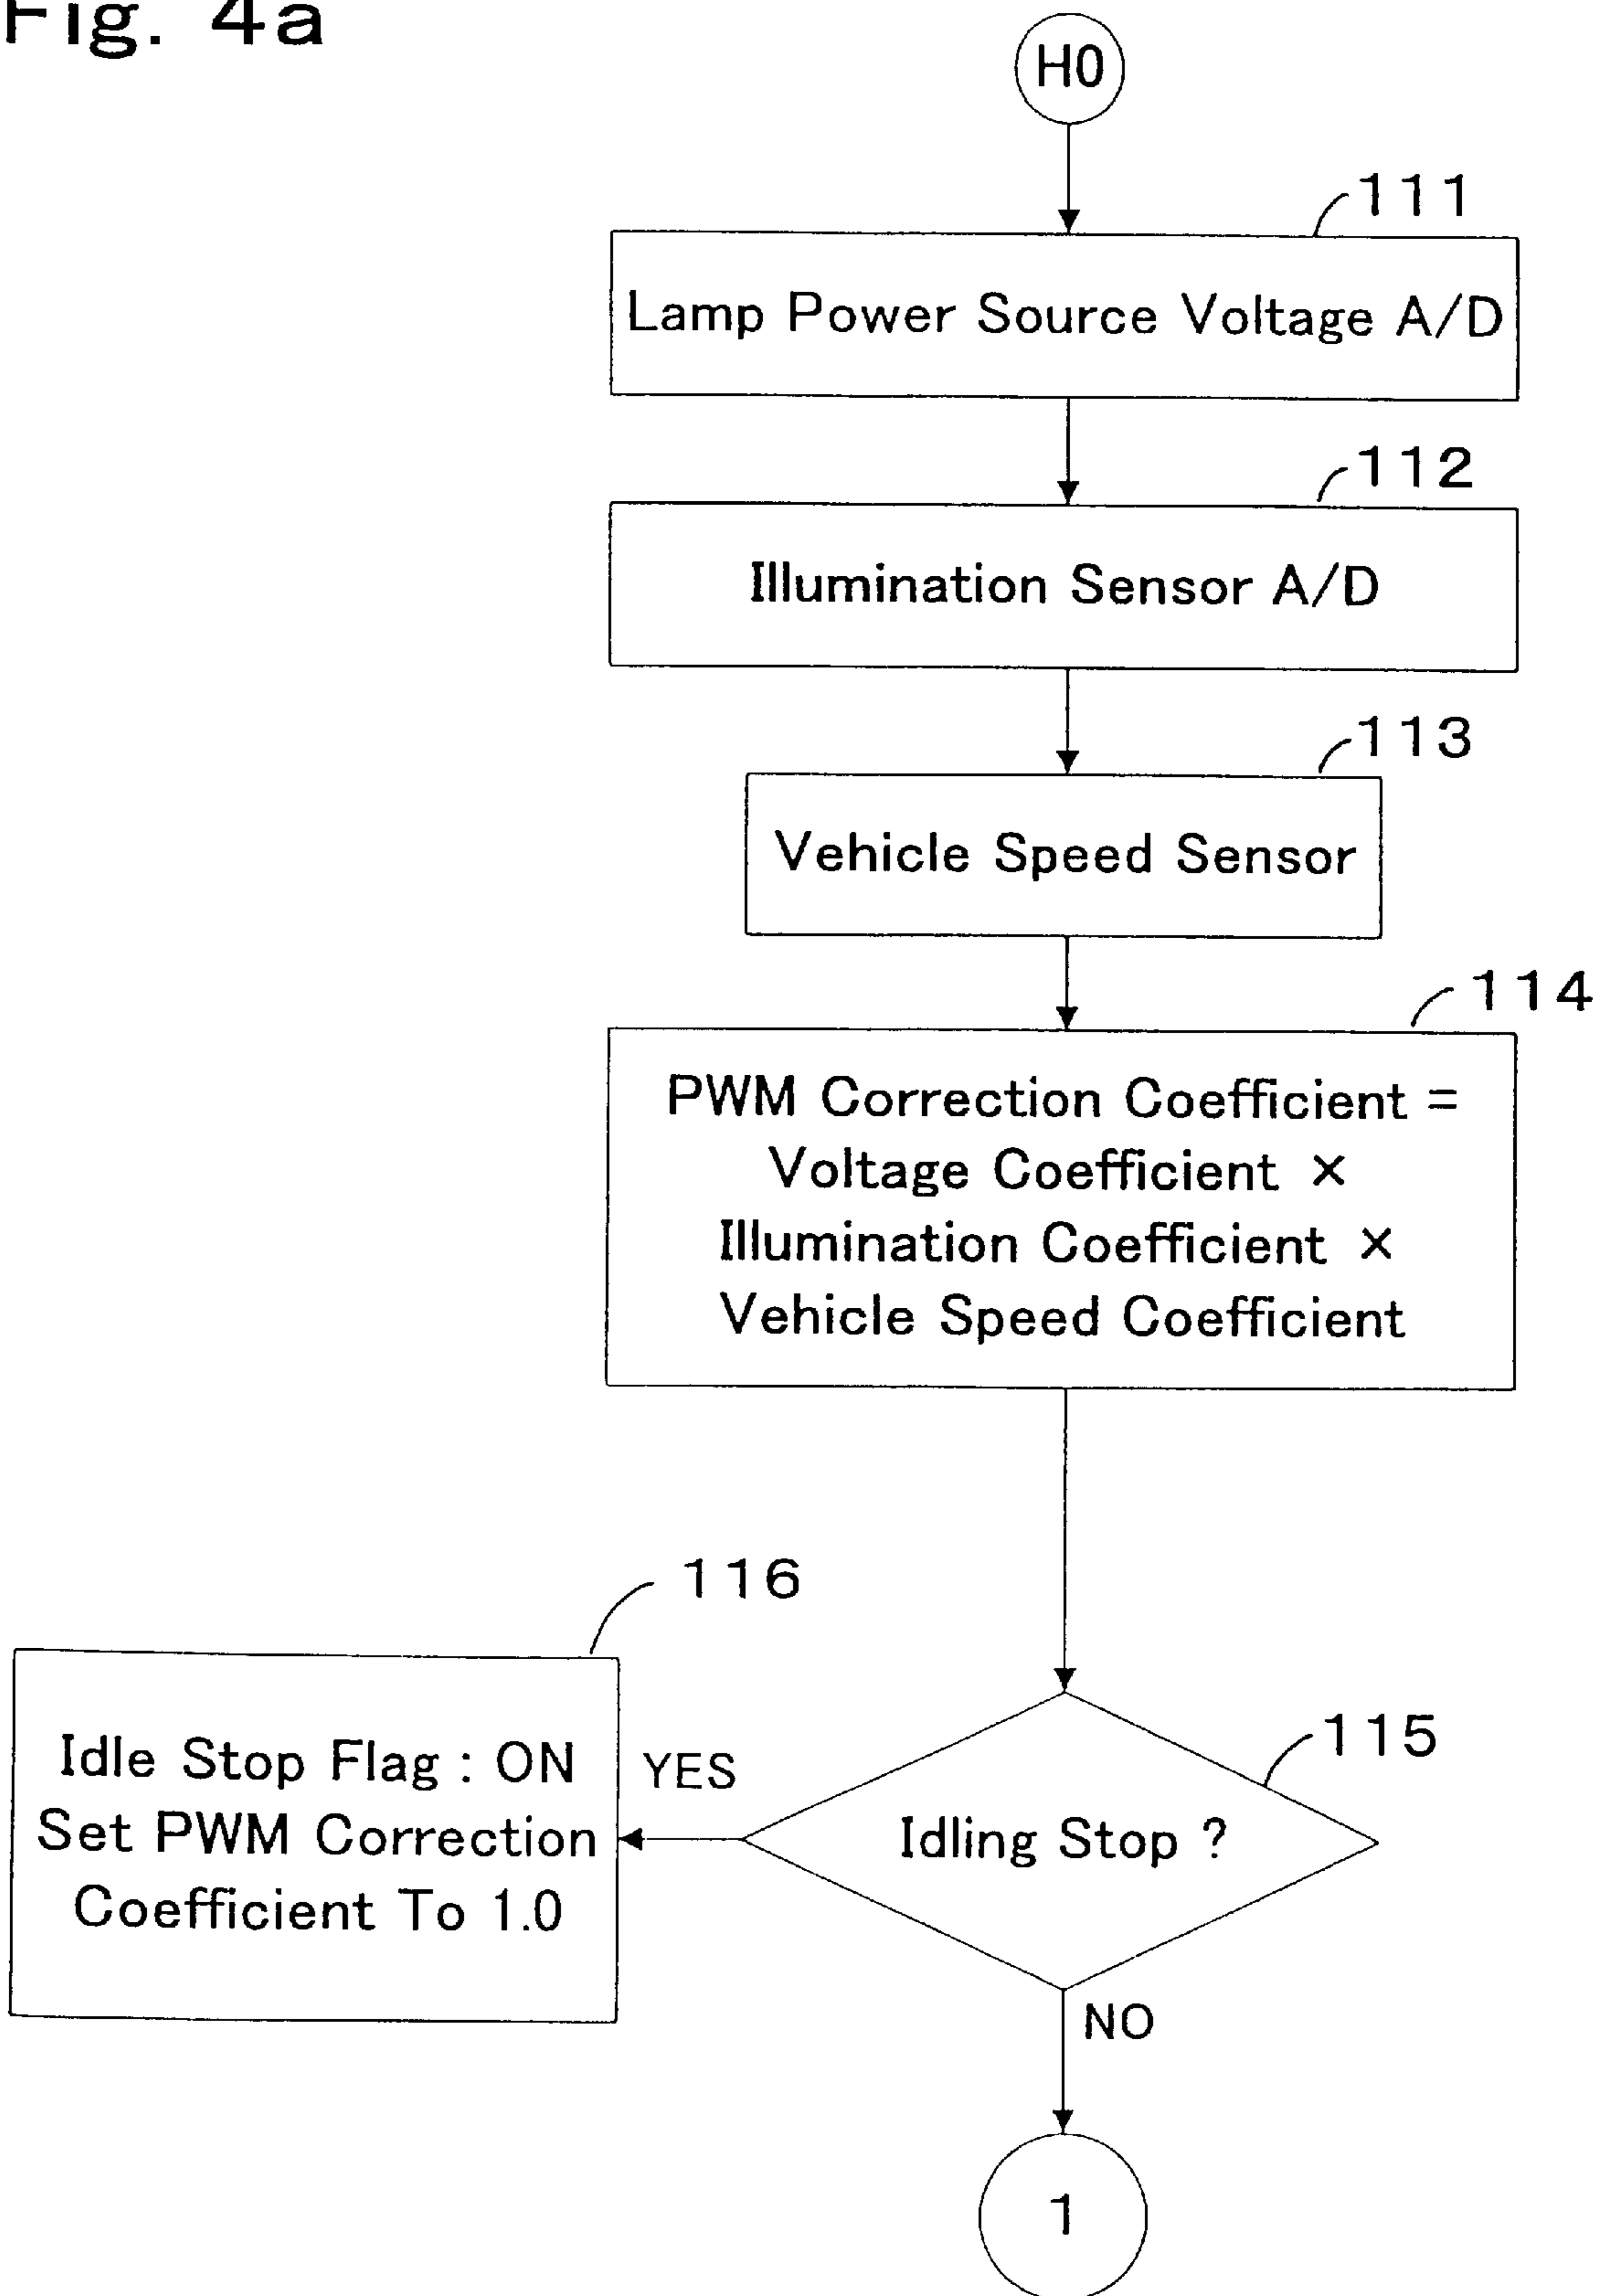 Fig. 4a
H0
111
Lamp Power Source Voltage A/D
112
Illumination Sensor A/D
113
Vehicle Speed Sensor
114
PWM Correction Coefficient =
Voltage Coefficient ×
Illumination Coefficient ×
Vehicle Speed Coefficient
116
Idle Stop Flag : ON
Set PWM Correction
Coefficient To 1.0
YES
115
Idling Stop ?
NO
1